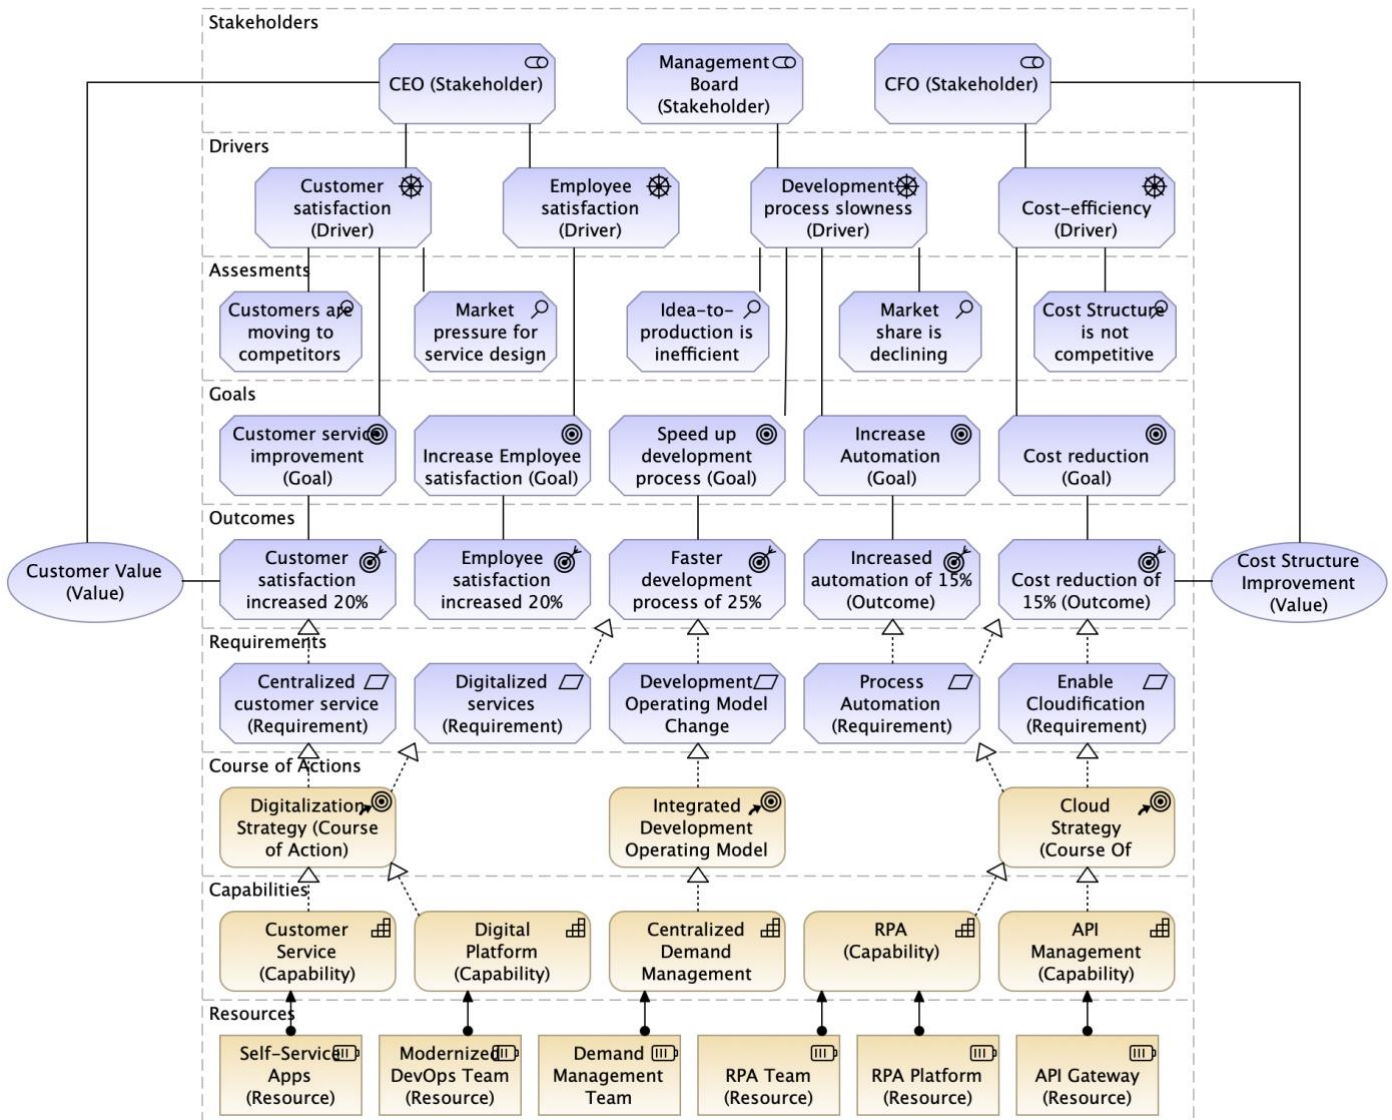 Stakeholders
CEO (Stakeholder)
Management
Board
(Stakeholder)
CFO (Stakeholder)
Drivers
Customer
satisfaction
(Driver)
Employee
satisfaction
(Driver)
Development
process slowness
(Driver)
Cost-efficiency
(Driver)
Assesments
Customers are
moving to
competitors
Market
pressure for
service design
Idea-to-
production is
inefficient
Market
share is
declining
Cost Structure
is not
competitive
Goals
Customer service
improvement
(Goal)
Increase Employee
satisfaction (Goal)
Speed up
development
process (Goal)
Increase
Automation
(Goal)
Cost reduction
(Goal)
Outcomes
Customer Value
(Value)
Customer
satisfaction
increased 20%
Employee
satisfaction
increased 20%
Faster
development
process of 25%
Increased
automation of 15%
(Outcome)
Cost reduction of
15% (Outcome)
Cost Structure
Improvement
(Value)
Requirements
Centralized
customer service
(Requirement)
Digitalized
services
(Requirement)
Development
Operating Model
Change
Process
Automation
(Requirement)
Enable
Cloudification
(Requirement)
Course of Actions
Digitalization
Strategy (Course
of Action)
Integrated
Development
Operating Model
Cloud
Strategy
(Course Of
Capabilities
Customer
Service
(Capability)
Digital
Platform
(Capability)
Centralized
Demand
Management
RPA
(Capability)
API
Management
(Capability)
Resources
Self-Service
Apps
(Resource)
Modernized
DevOps Team
(Resource)
Demand
Management
Team
RPA Team
(Resource)
RPA Platform
(Resource)
API Gateway
(Resource)